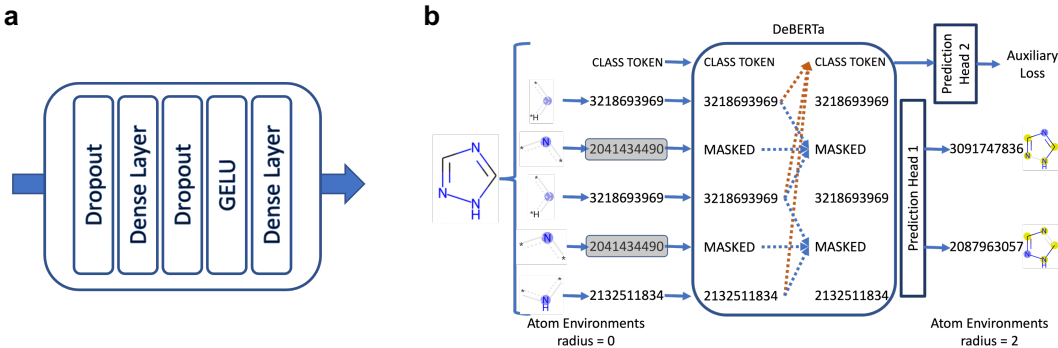 a
Dropout
Dense Layer
Dropout
GELU
Dense Layer
b
DeBERTa
CLASS TOKEN
CLASS TOKEN
CLASS TOKEN
Prediction
Head 2
Auxiliary
Loss
*
*H
3218693969
3218693969
3218693969
*
N
*
2041434490
MASKED
MASKED
3091747836
N
N
N
H
N
N
N
H
*
*H
3218693969
3218693969
3218693969
Prediction Head 1
*
N
*
2041434490
MASKED
MASKED
2087963057
N
N
N
H
*
*
N
H
2132511834
2132511834
2132511834
Atom Environments
radius = 0
Atom Environments
radius = 2